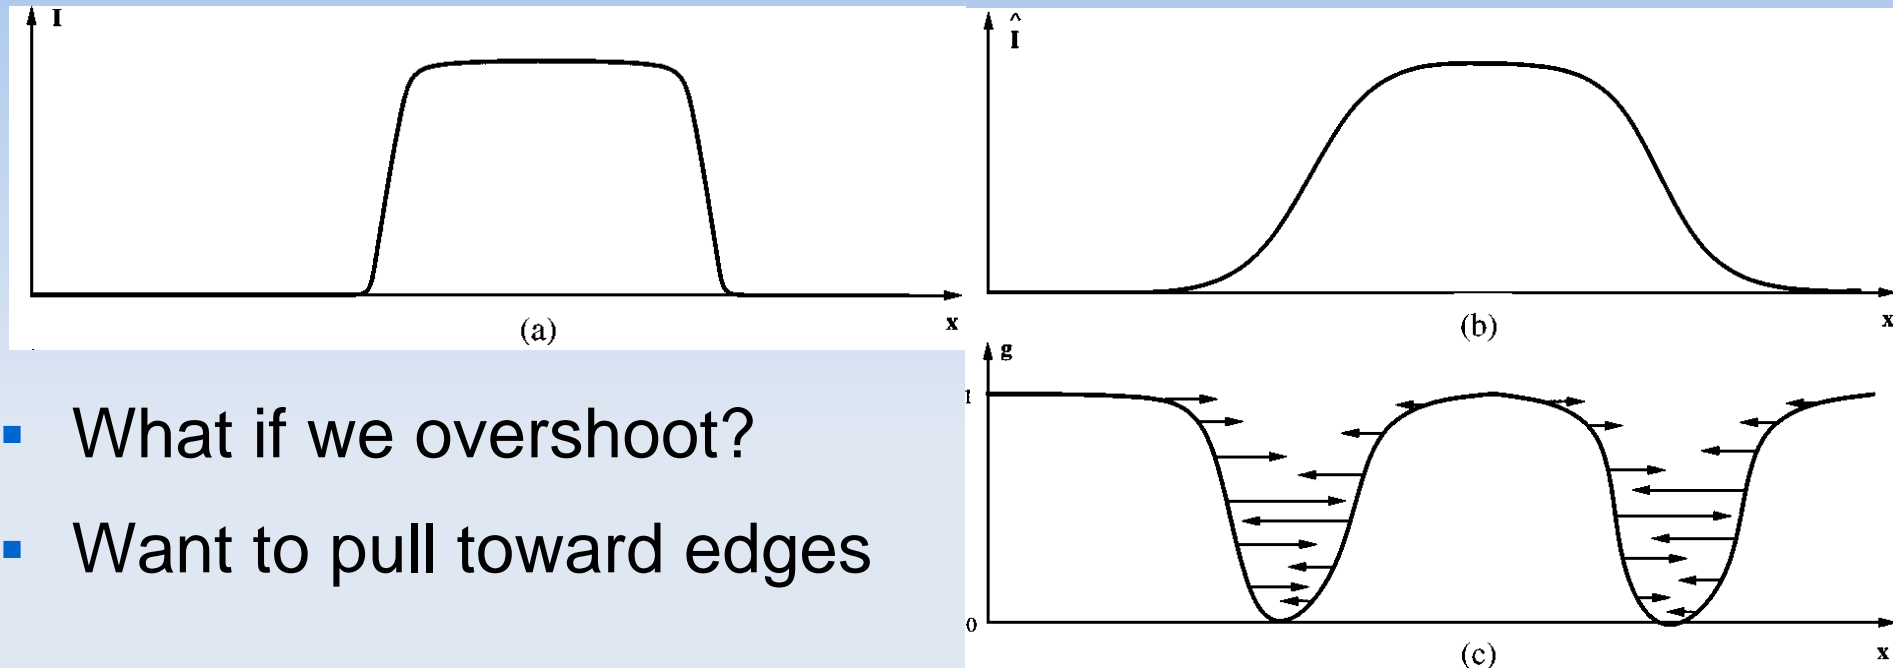 I
x
(a)
Î
x
(b)
▪ What if we overshoot?
▪ Want to pull toward edges
g
1
0
x
(c)